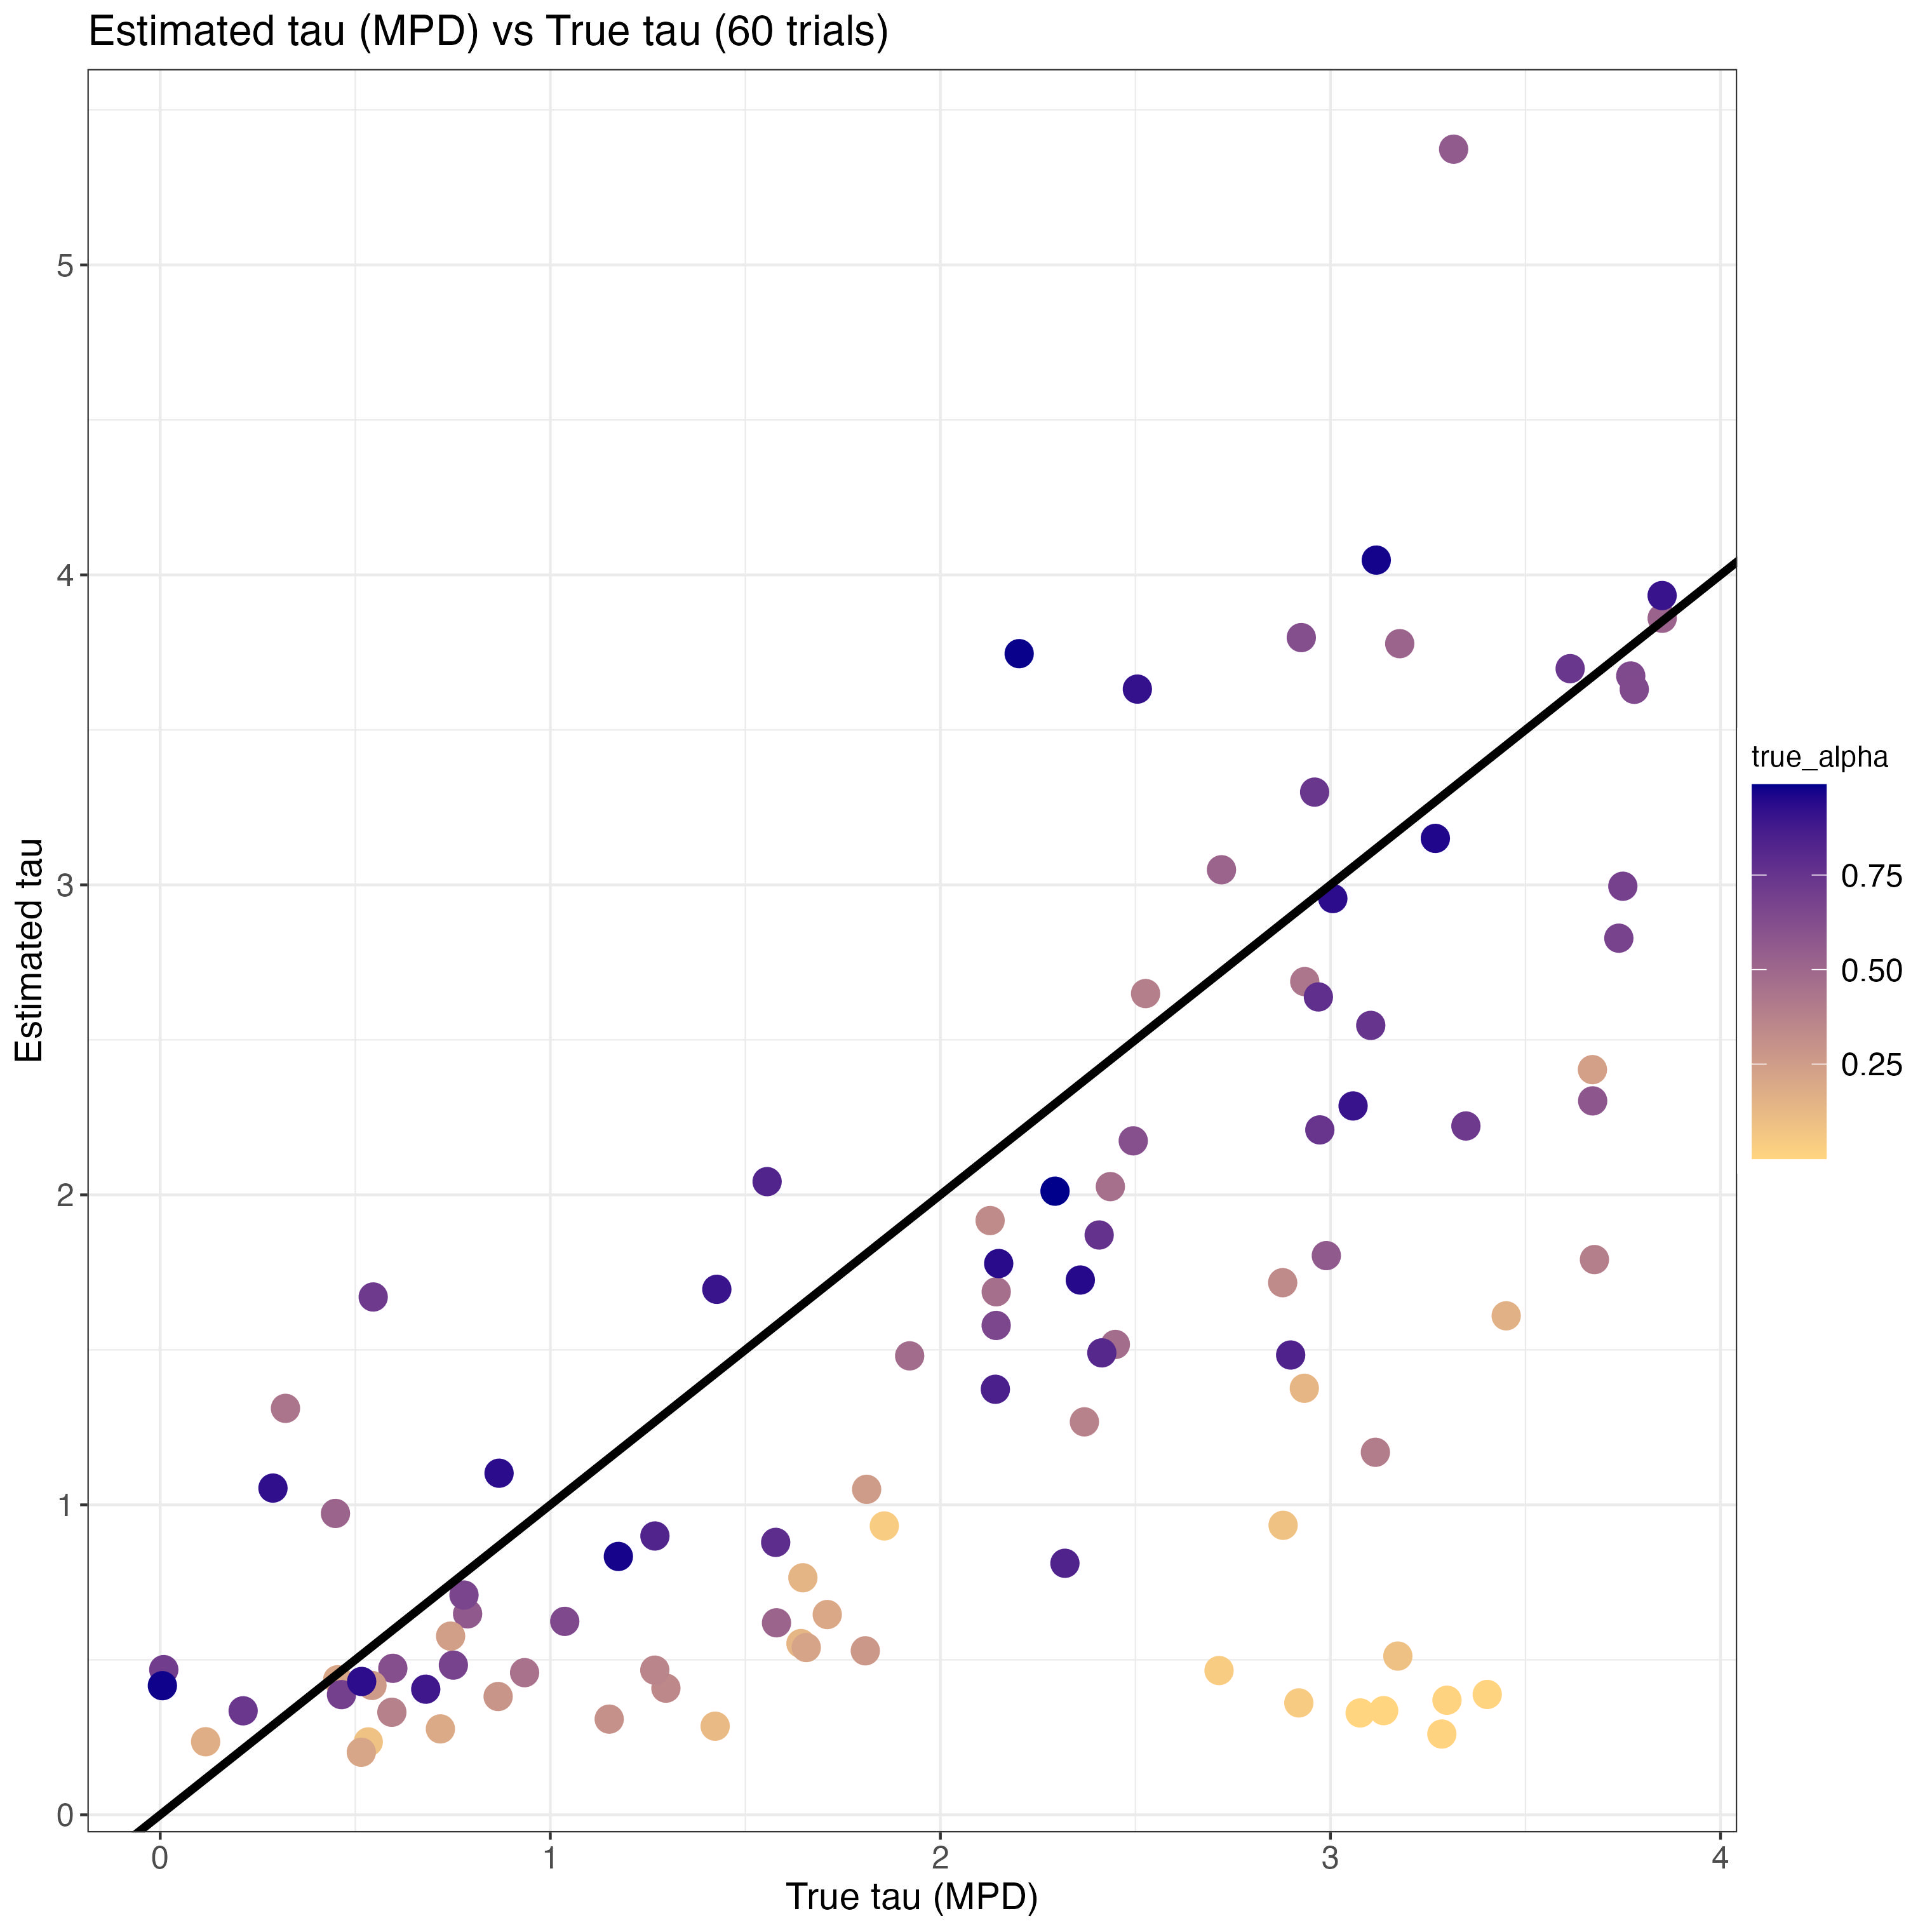 Estimated tau (MPD) vs True tau (60 trials)
5
4
3
2
1
0
Estimated tau
0 1 2 3 4
True tau (MPD)
true_alpha
0.75
0.50
0.25